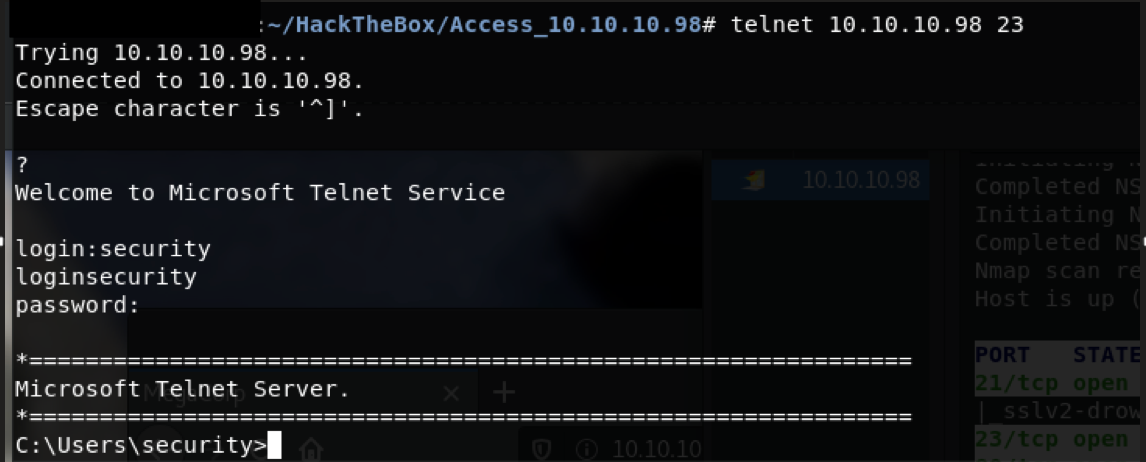 :~/HackTheBox/Access_10.10.10.98# telnet 10.10.10.98 23
Trying 10.10.10.98...
Connected to 10.10.10.98.
Escape character is '^]'.
?
Welcome to Microsoft Telnet Service
login:security
loginsecurity
password:
*===============================================================
Microsoft Telnet Server.
*===============================================================
C:\Users\security>
10.10.10.98
Initiating N
Completed NS
Initiating N
Completed NS
Nmap scan re
Host is up (
PORT STATE
21/tcp open
|_sslv2-drow
23/tcp open
10.10.10